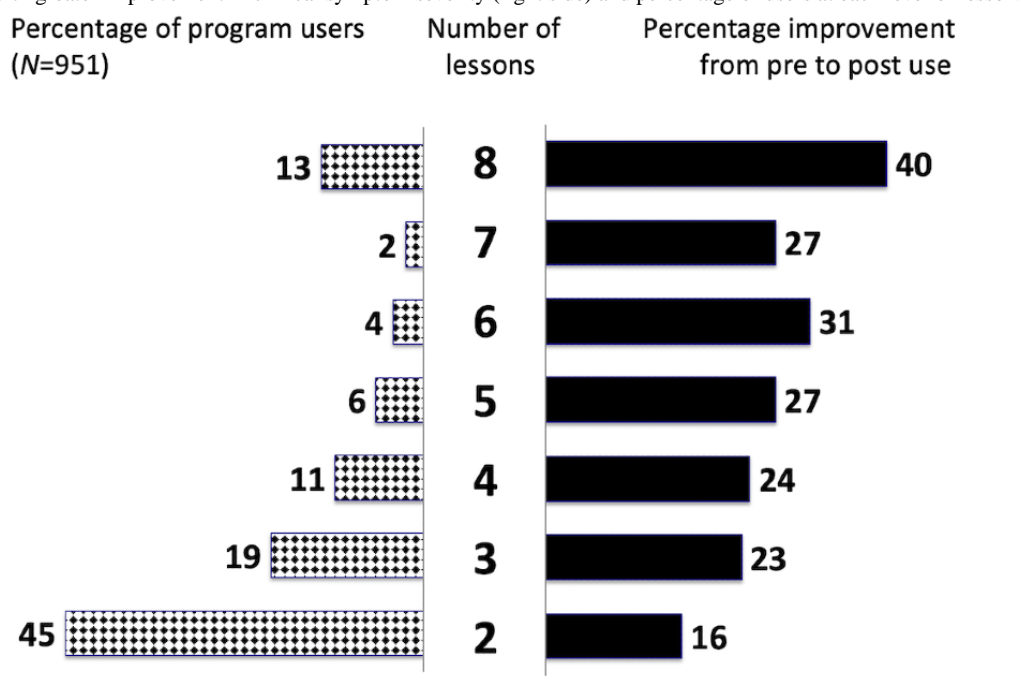 Percentage of program users
(N=951)
Number of
lessons
Percentage improvement
from pre to post use
13 8 40
2 7 27
4 6 31
6 5 27
11 4 24
19 3 23
45 2 16